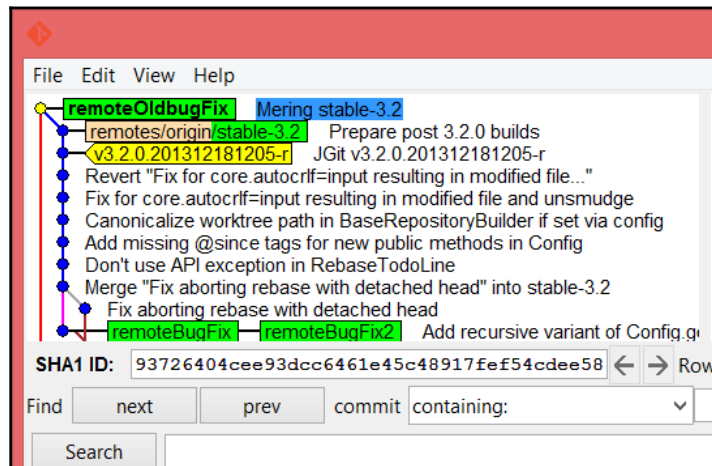 File Edit View Help
remoteOldbugFix Mering stable-3.2
remotes/origin/stable-3.2 Prepare post 3.2.0 builds
v3.2.0.201312181205-r JGit v3.2.0.201312181205-r
Revert "Fix for core.autocrlf=input resulting in modified file..."
Fix for core.autocrlf=input resulting in modified file and unsmudge
Canonicalize worktree path in BaseRepositoryBuilder if set via config
Add missing @since tags for new public methods in Config
Don't use API exception in RebaseTodoLine
Merge "Fix aborting rebase with detached head" into stable-3.2
Fix aborting rebase with detached head
remoteBugFix remoteBugFix2 Add recursive variant of Config.ge
SHA1 ID: 93726404cee93dcc6461e45c48917fef54cdee58 Row
Find next prev commit containing:
Search